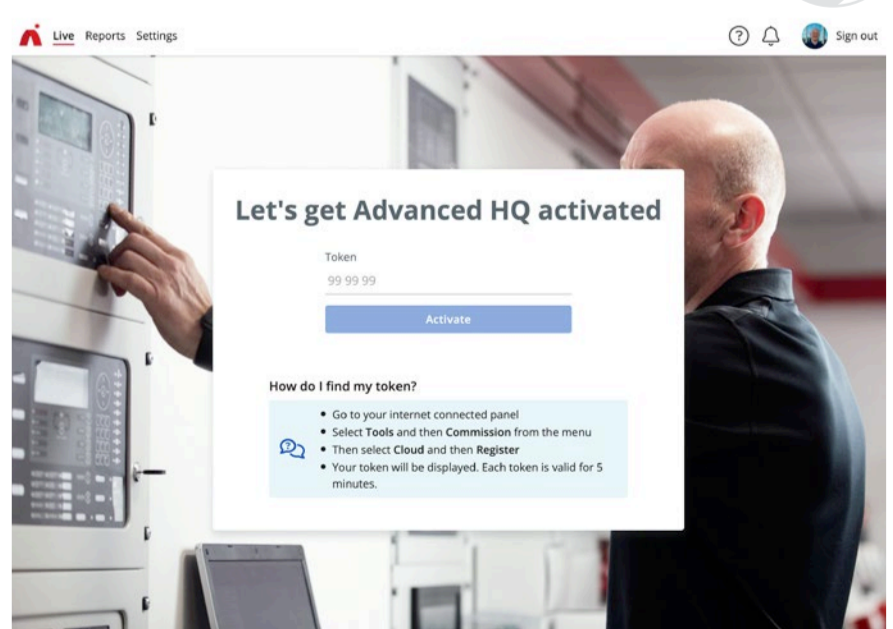 Live Reports Settings Sign out
Let's get Advanced HQ activated
Token
99 99 99
Activate
How do I find my token?
• Go to your internet connected panel
• Select Tools and then Commission from the menu
• Then select Cloud and then Register
• Your token will be displayed. Each token is valid for 5
minutes.